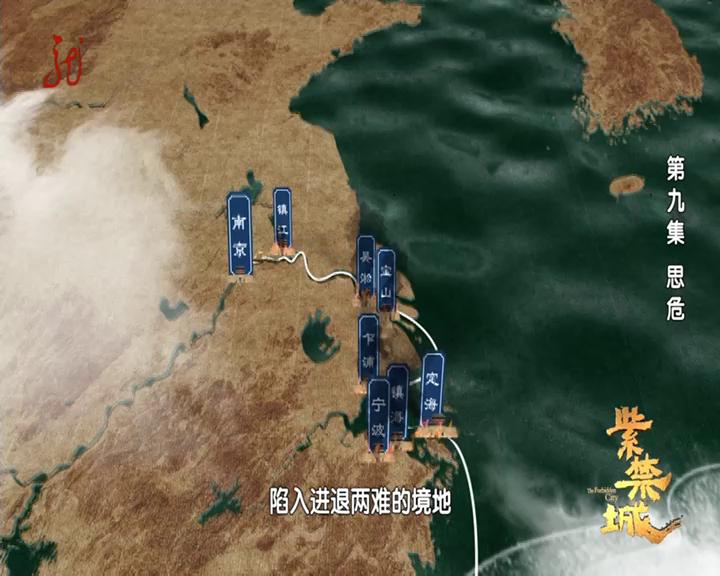 第九集 思危
南京
镇江
吴淞
宝山
乍浦
定海
镇海
宁波
紫禁城
The Forbidden
City
陷入进退两难的境地